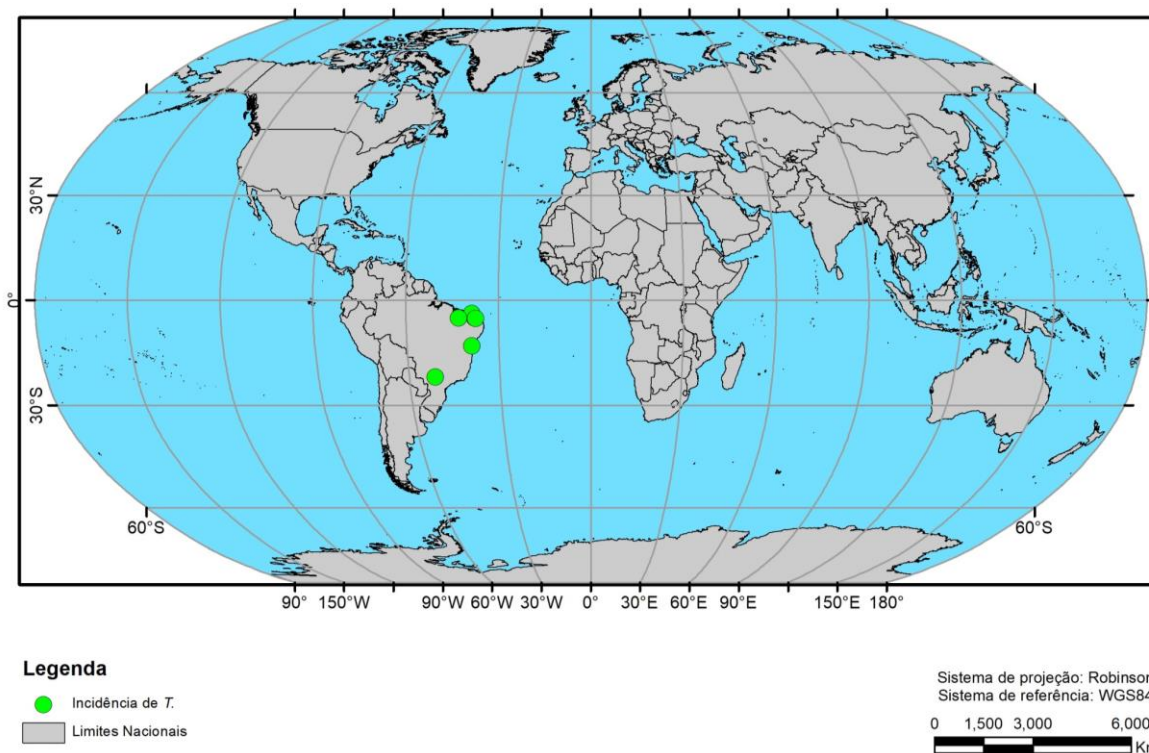 30°N
0°
30°S
60°S
60°S
90° 150°W 90°W 60°W 30°W 0° 30°E 60°E 90°E 150°E 180°
Legenda
Incidência de T.
Limites Nacionais
Sistema de projeção: Robinson
Sistema de referência: WGS84
0 1,500 3,000 6,000
Km